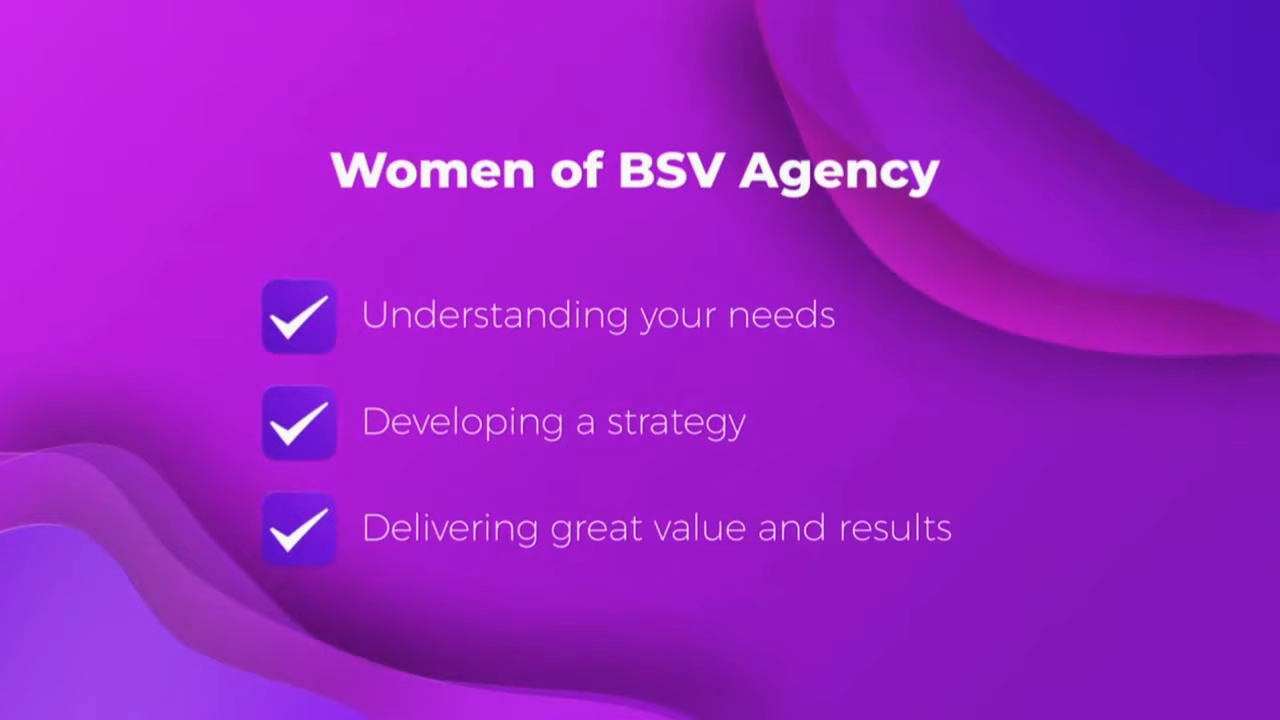 Women of BSV Agency
Understanding your needs
Developing a strategy
Delivering great value and results